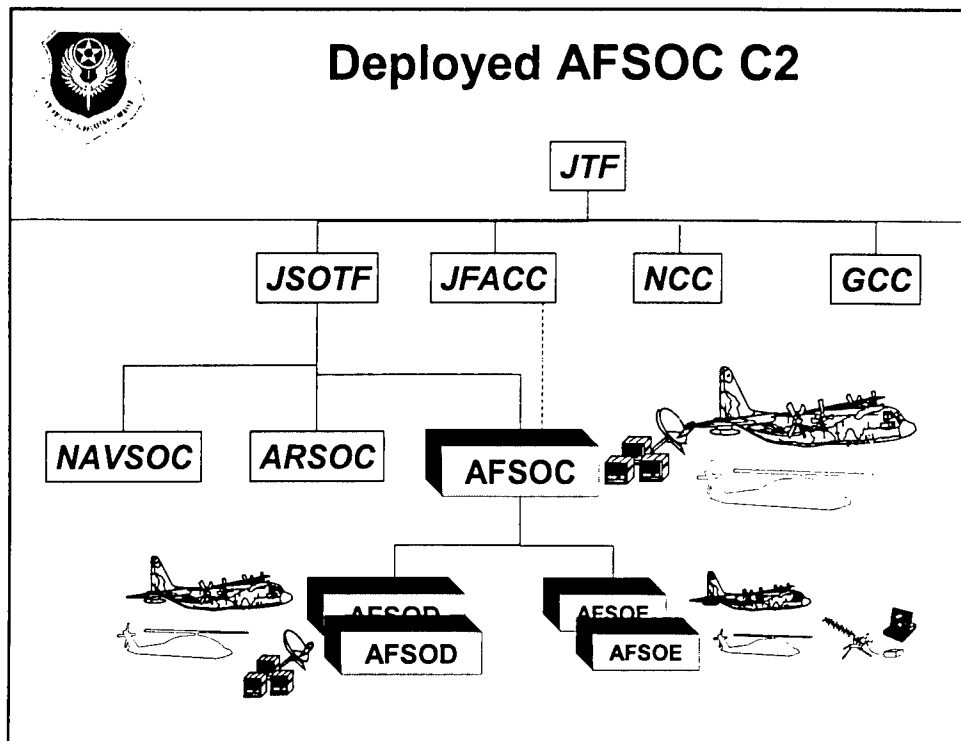 Deployed AFSOC C2
JTF
JSOTF
JFACC
NCC
GCC
NAVSOC
ARSOC
AFSOC
AFSOD
AFSOE
AFSOD
AFSOE